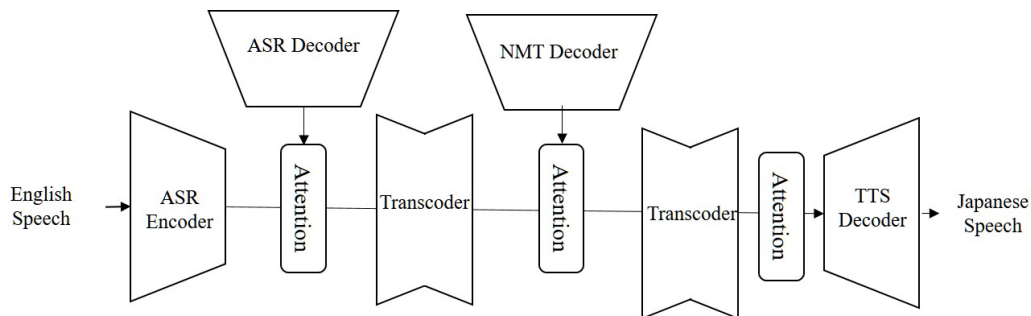 ASR Decoder
NMT Decoder
English
Speech
ASR
Encoder
Attention
Transcoder
Attention
Transcoder
Attention
TTS
Decoder
Japanese
Speech